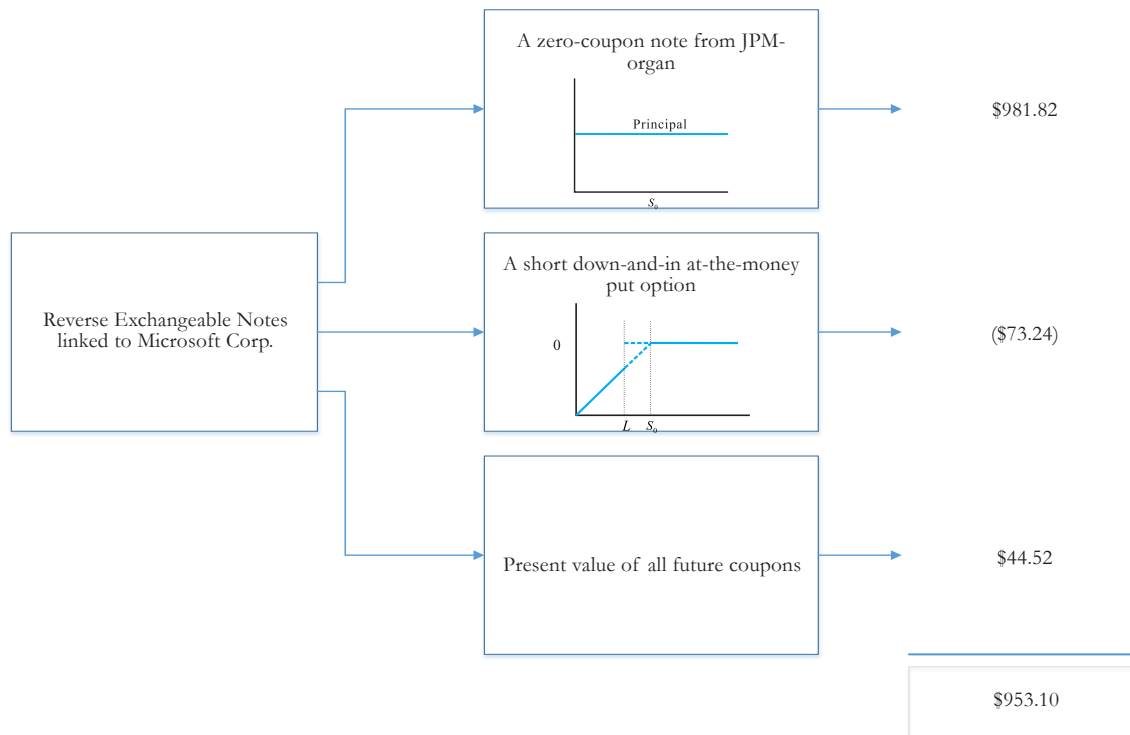 A zero-coupon note from JPM-
organ
Principal
S₀
$981.82
Reverse Exchangeable Notes
linked to Microsoft Corp.
A short down-and-in at-the-money
put option
0
L S₀
($73.24)
Present value of all future coupons
$44.52
$953.10